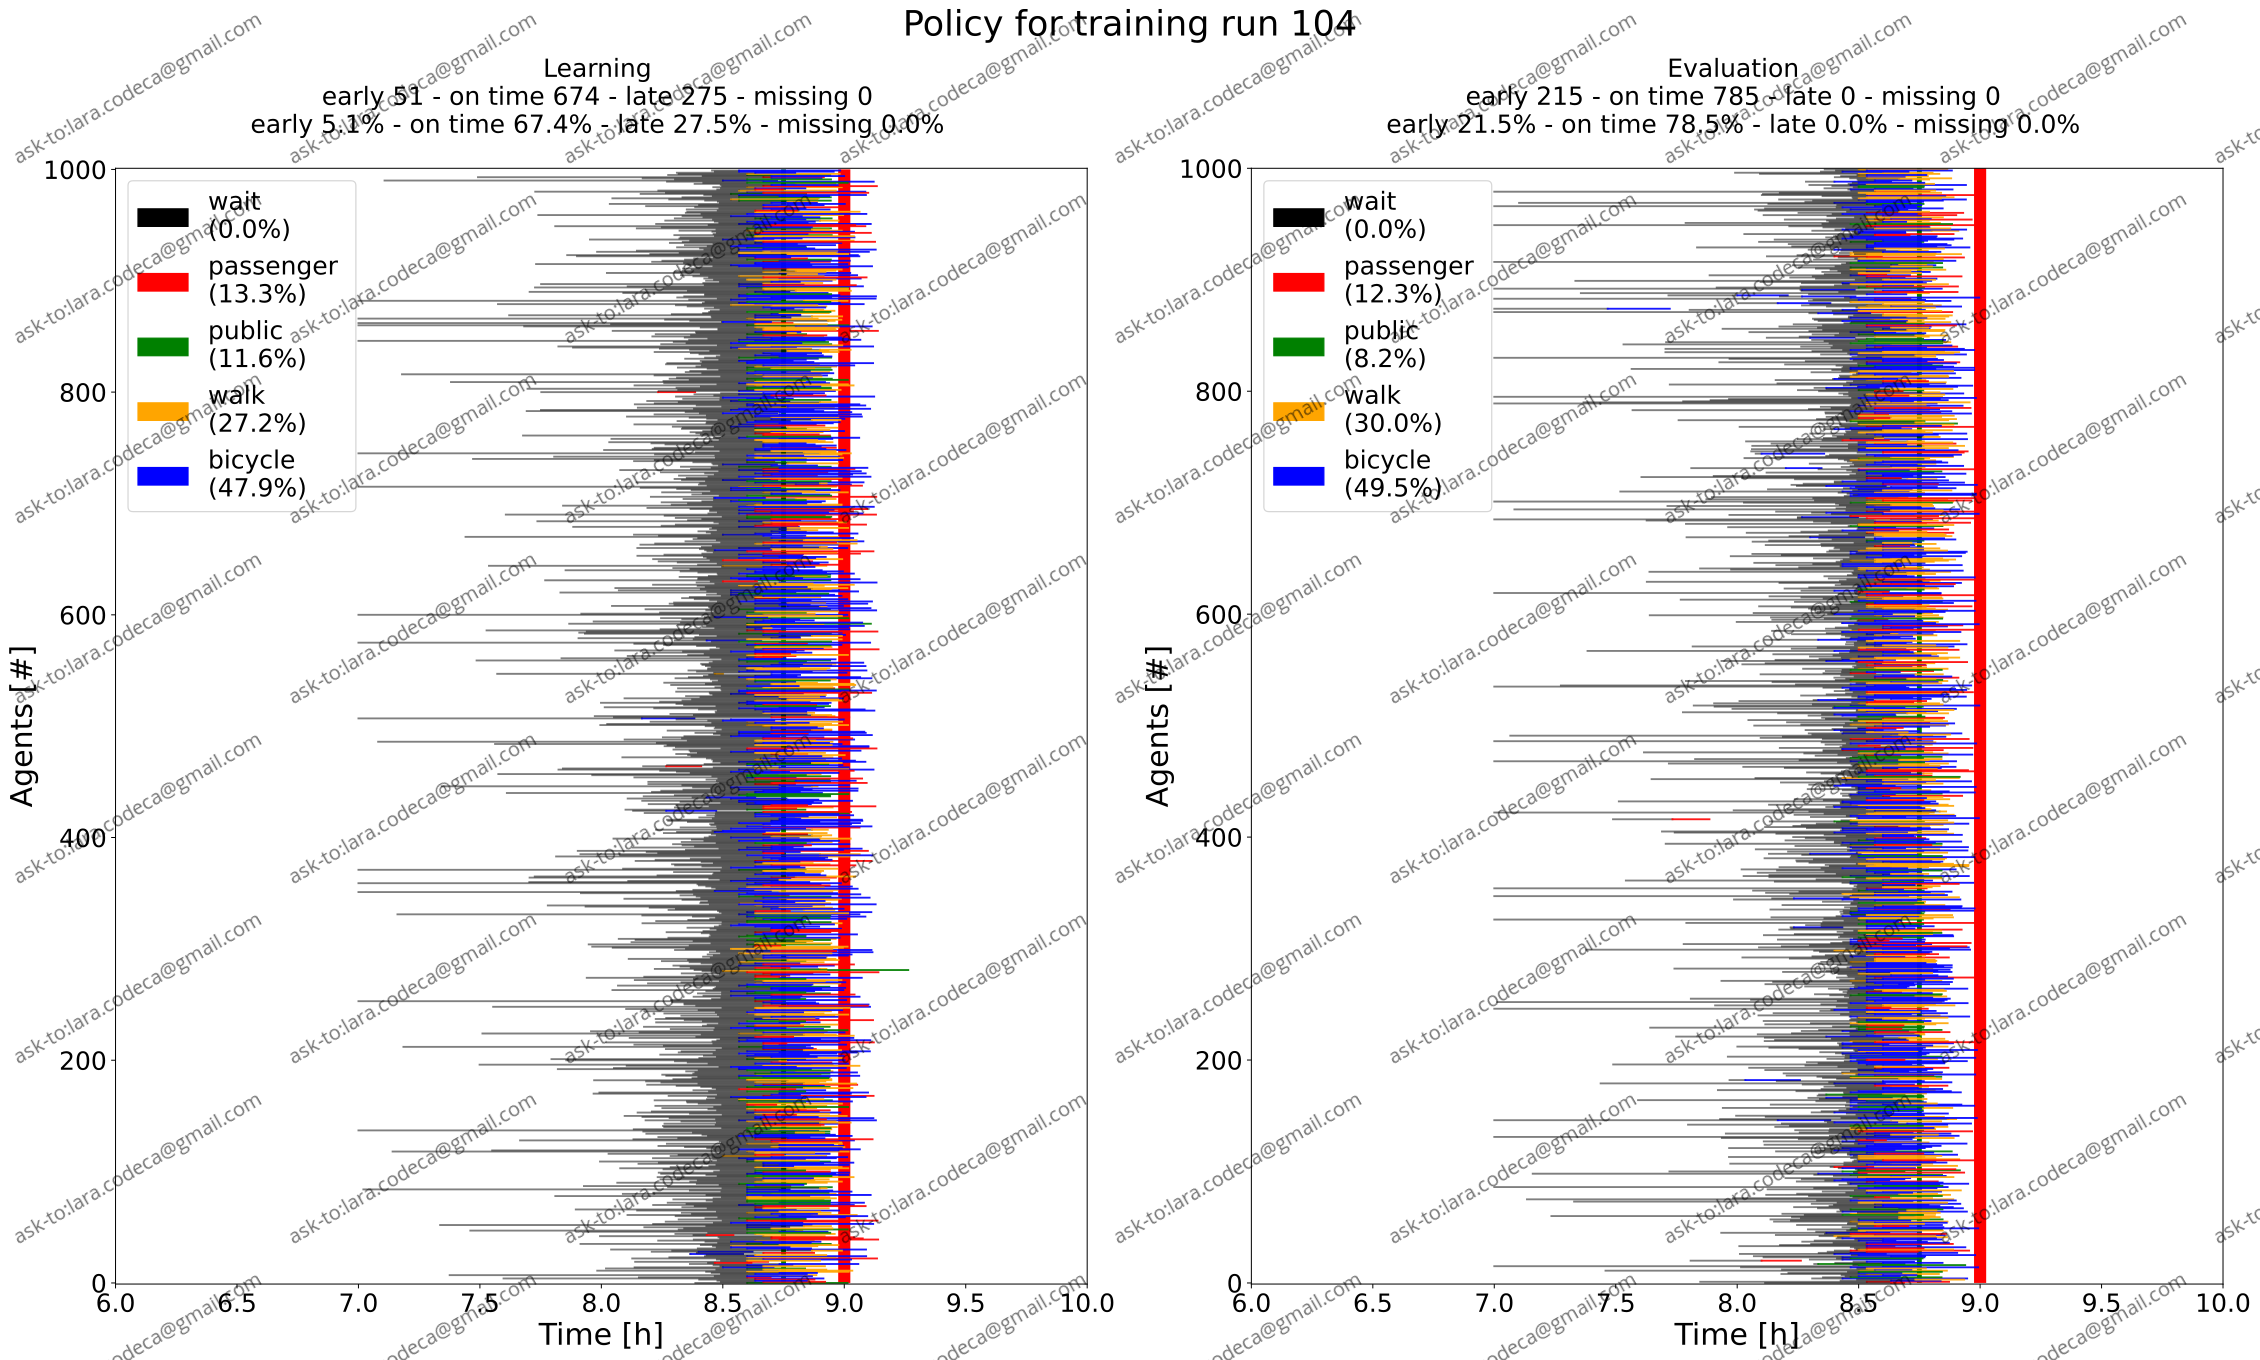 Policy for training run 104
Learning
early 51 - on time 674 - late 275 - missing 0
early 5.1% - on time 67.4% - late 27.5% - missing 0.0%
1000
800
600
400
200
0
Agents [#]
wait
(0.0%)
passenger
(13.3%)
public
(11.6%)
walk
(27.2%)
bicycle
(47.9%)
6.0 6.5 7.0 7.5 8.0 8.5 9.0 9.5 10.0
Time [h]
Evaluation
early 215 - on time 785 - late 0 - missing 0
early 21.5% - on time 78.5% - late 0.0% - missing 0.0%
1000
800
600
400
200
0
Agents [#]
wait
(0.0%)
passenger
(12.3%)
public
(8.2%)
walk
(30.0%)
bicycle
(49.5%)
6.0 6.5 7.0 7.5 8.0 8.5 9.0 9.5 10.0
Time [h]
ask-to:lara.codeca@gmail.com